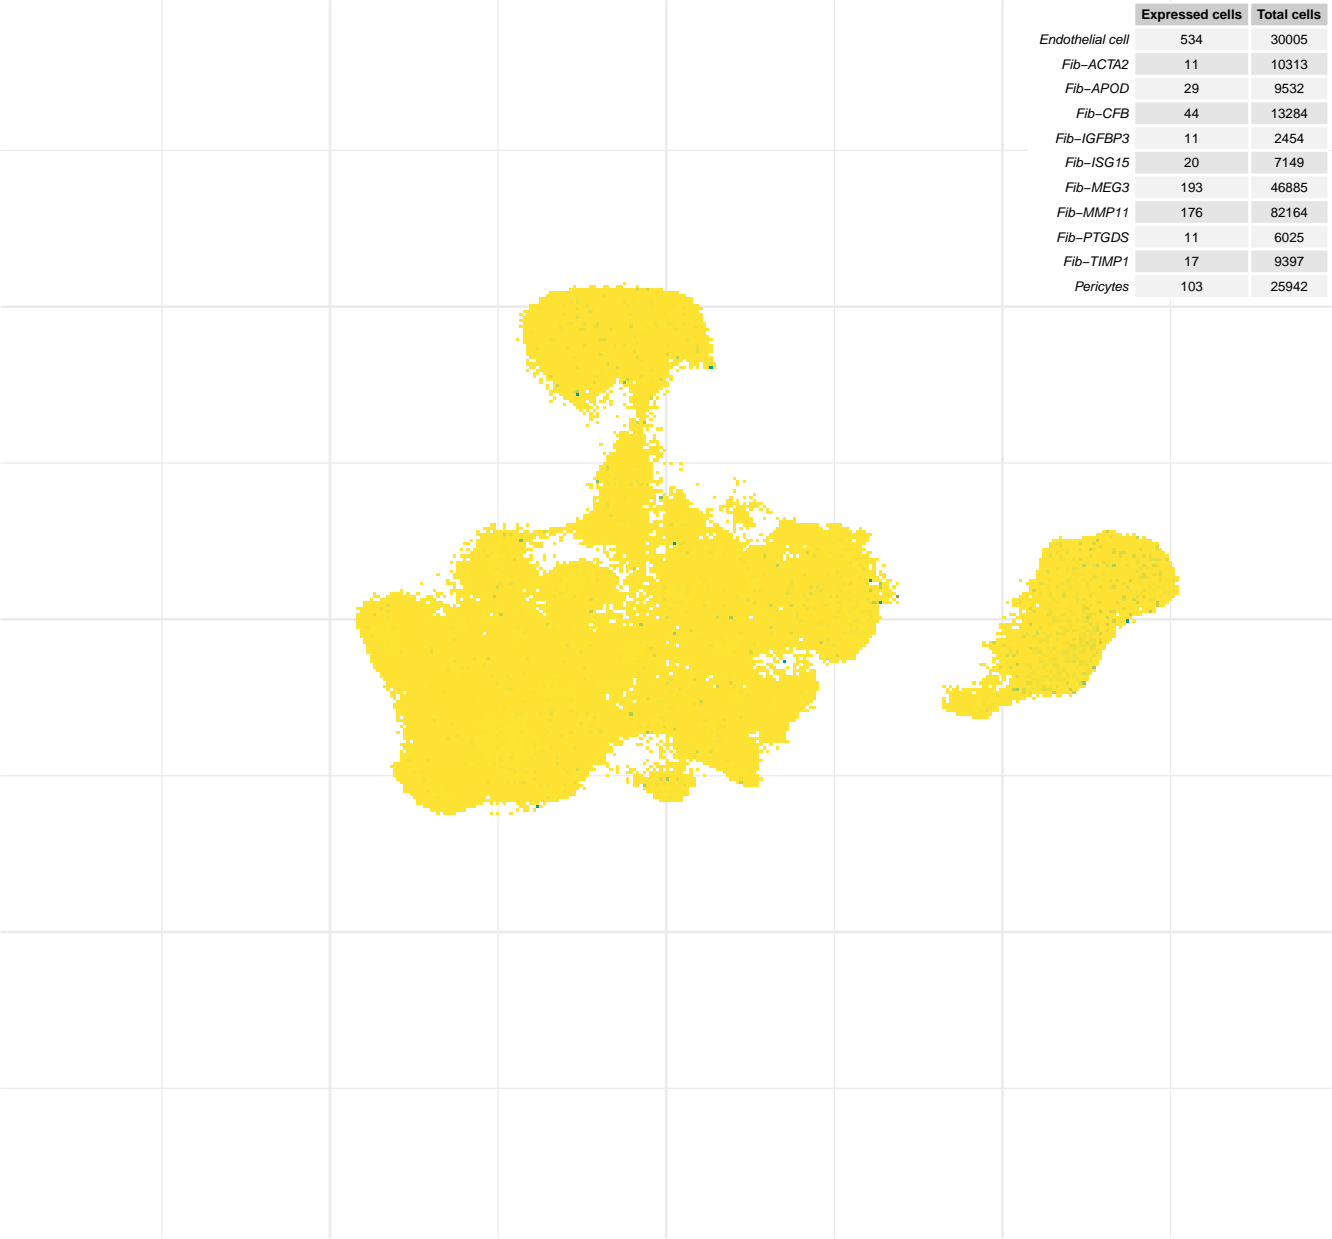 Expressed cells Total cells
Endothelial cell 534 30005
Fib−ACTA2 11 10313
Fib−APOD 29 9532
Fib−CFB 44 13284
Fib−IGFBP3 11 2454
Fib−ISG15 20 7149
Fib−MEG3 193 46885
Fib−MMP11 176 82164
Fib−PTGDS 11 6025
Fib−TIMP1 17 9397
Pericytes 103 25942